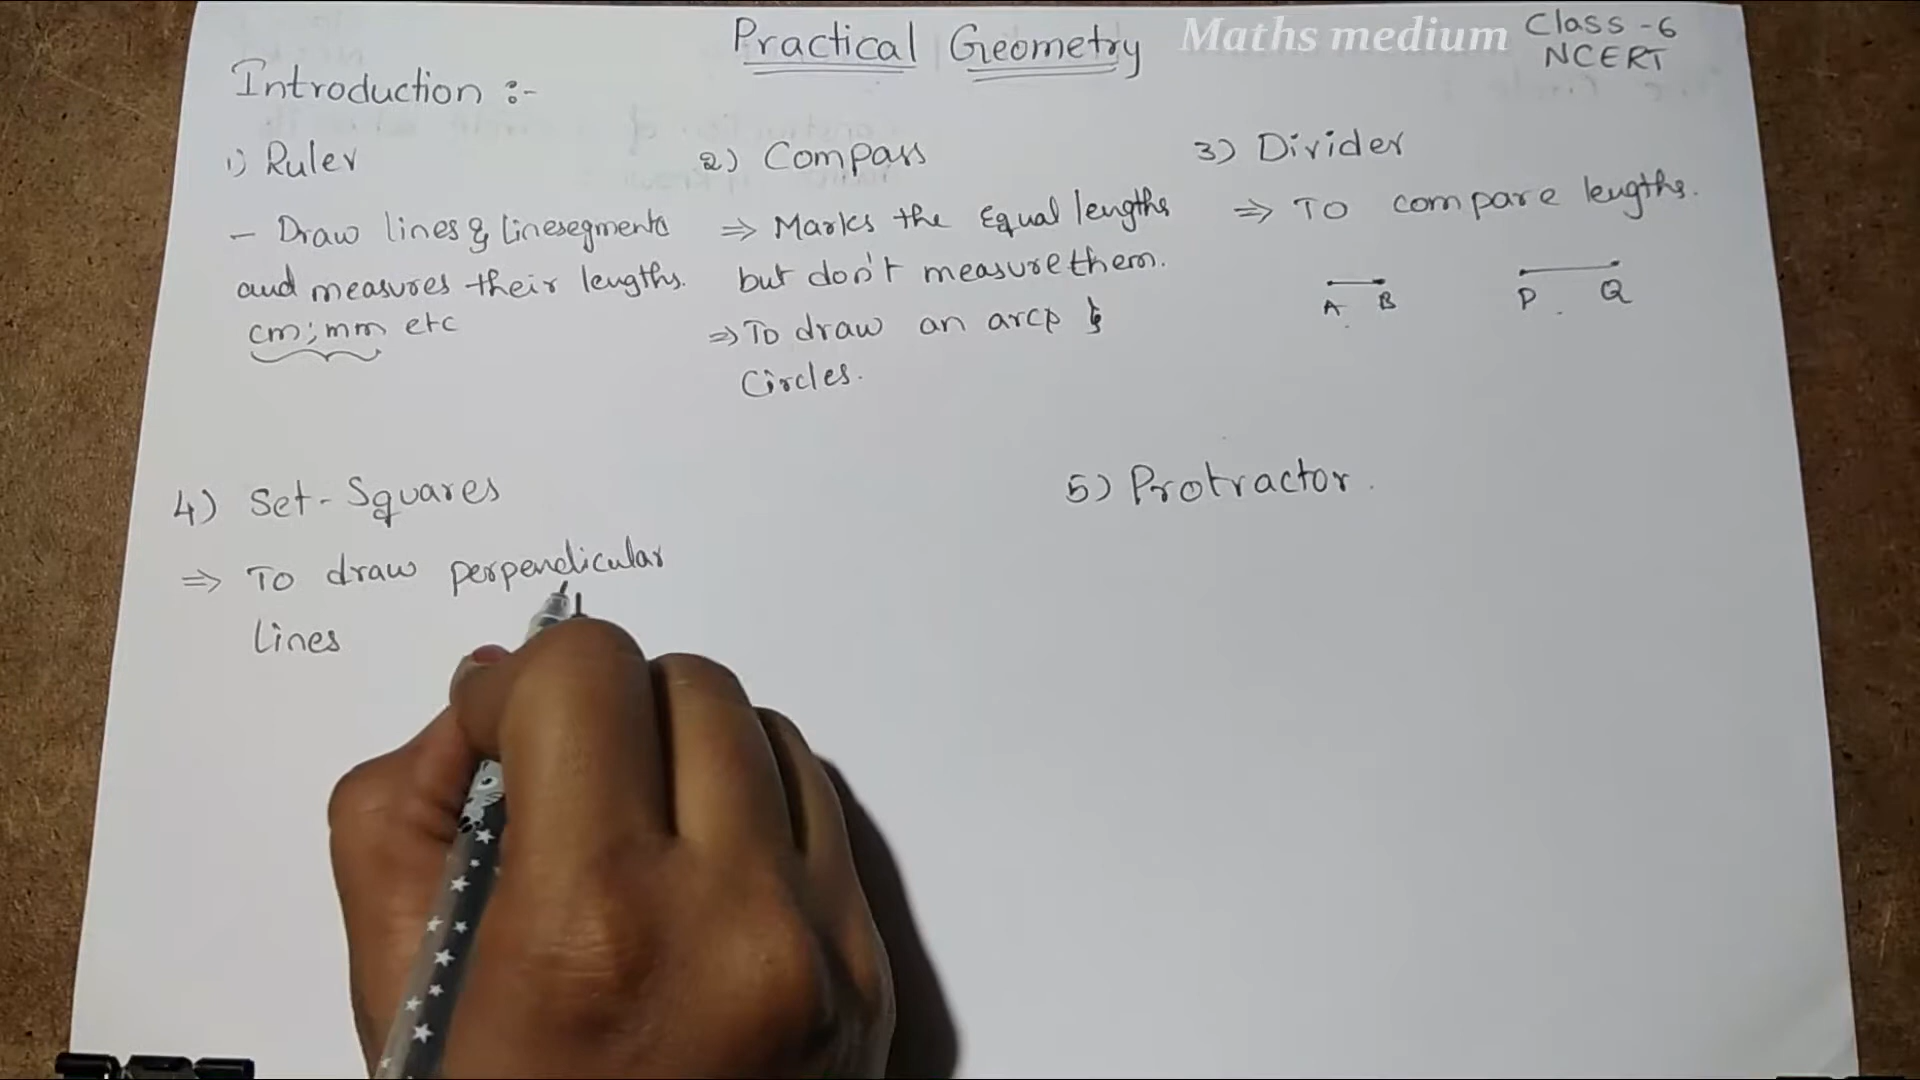 Practical Geometry
Maths medium
Class - 6
NCERT
Introduction :-
1) Ruler
- Draw lines & Linesegments
and measures their lengths.
cm; mm etc
2) Compass
⇒ Marks the Equal lengths
but don't measure them.
⇒ To draw an arcs &
Circles.
3) Divider
⇒ To compare lengths.
A B
P Q
4) Set-Squares
⇒ To draw perpendicular
lines
5) Protractor.